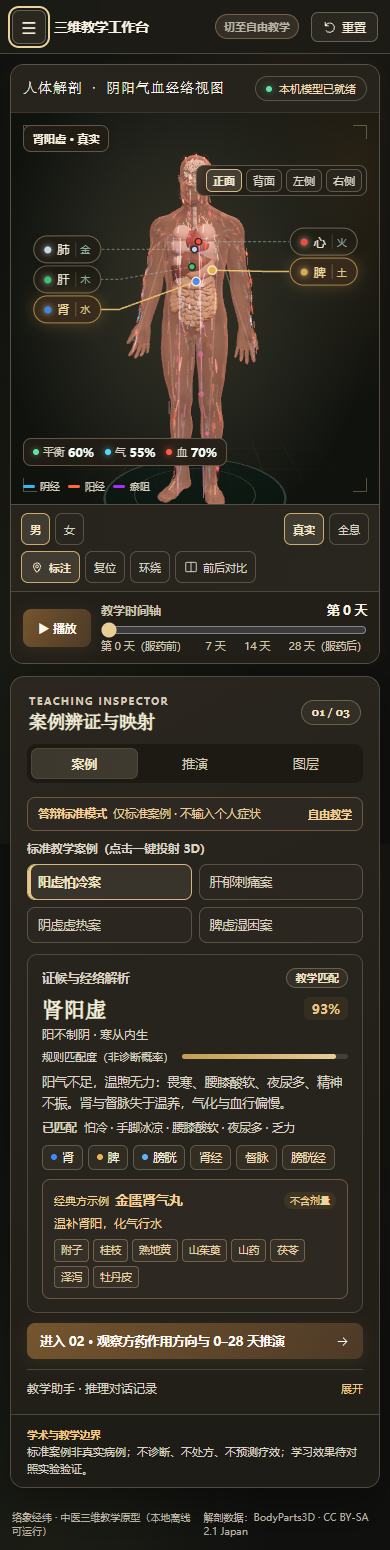 三维教学工作台
切至自由教学
重置
人体解剖 · 阴阳气血经络视图
本机模型已就绪
肾阳虚 • 真实
正面 背面 左侧 右侧
肺 金
心 火
肝 木
脾 土
肾 水
平衡 60% 气 55% 血 70%
阴经 阳经 瘀阻
男 女 真实 全息
标注 复位 环绕 前后对比
播放
教学时间轴 第 0 天
第 0 天（服药前） 7 天 14 天 28 天（服药后）
TEACHING INSPECTOR
案例辨证与映射
01 / 03
案例 推演 图层
答辩标准模式 仅标准案例 · 不输入个人症状 自由教学
标准教学案例（点击一键投射 3D）
阳虚怕冷案 肝郁刺痛案
阴虚虚热案 脾虚湿困案
证候与经络解析 教学匹配
肾阳虚 93%
阳不制阴 · 寒从内生
规则匹配度（非诊断概率）
阳气不足，温煦无力：畏寒、腰膝酸软、夜尿多、精神
不振。肾与督脉失于温养，气化与血行偏慢。
已匹配 怕冷 · 手脚冰凉 · 腰膝酸软 · 夜尿多 · 乏力
肾 脾 膀胱 肾经 督脉 膀胱经
经典方示例 金匮肾气丸 不含剂量
温补肾阳，化气行水
附子 桂枝 熟地黄 山茱萸 山药 茯苓
泽泻 牡丹皮
进入 02 • 观察方药作用方向与 0–28 天推演 →
教学助手 · 推理对话记录 展开
学术与教学边界
标准案例非真实病例；不诊断、不处方、不预测疗效；学习效果待对
照实验验证。
络象经纬 · 中医三维教学原型（本地离线
可运行）
解剖数据：BodyParts3D · CC BY-SA
2.1 Japan